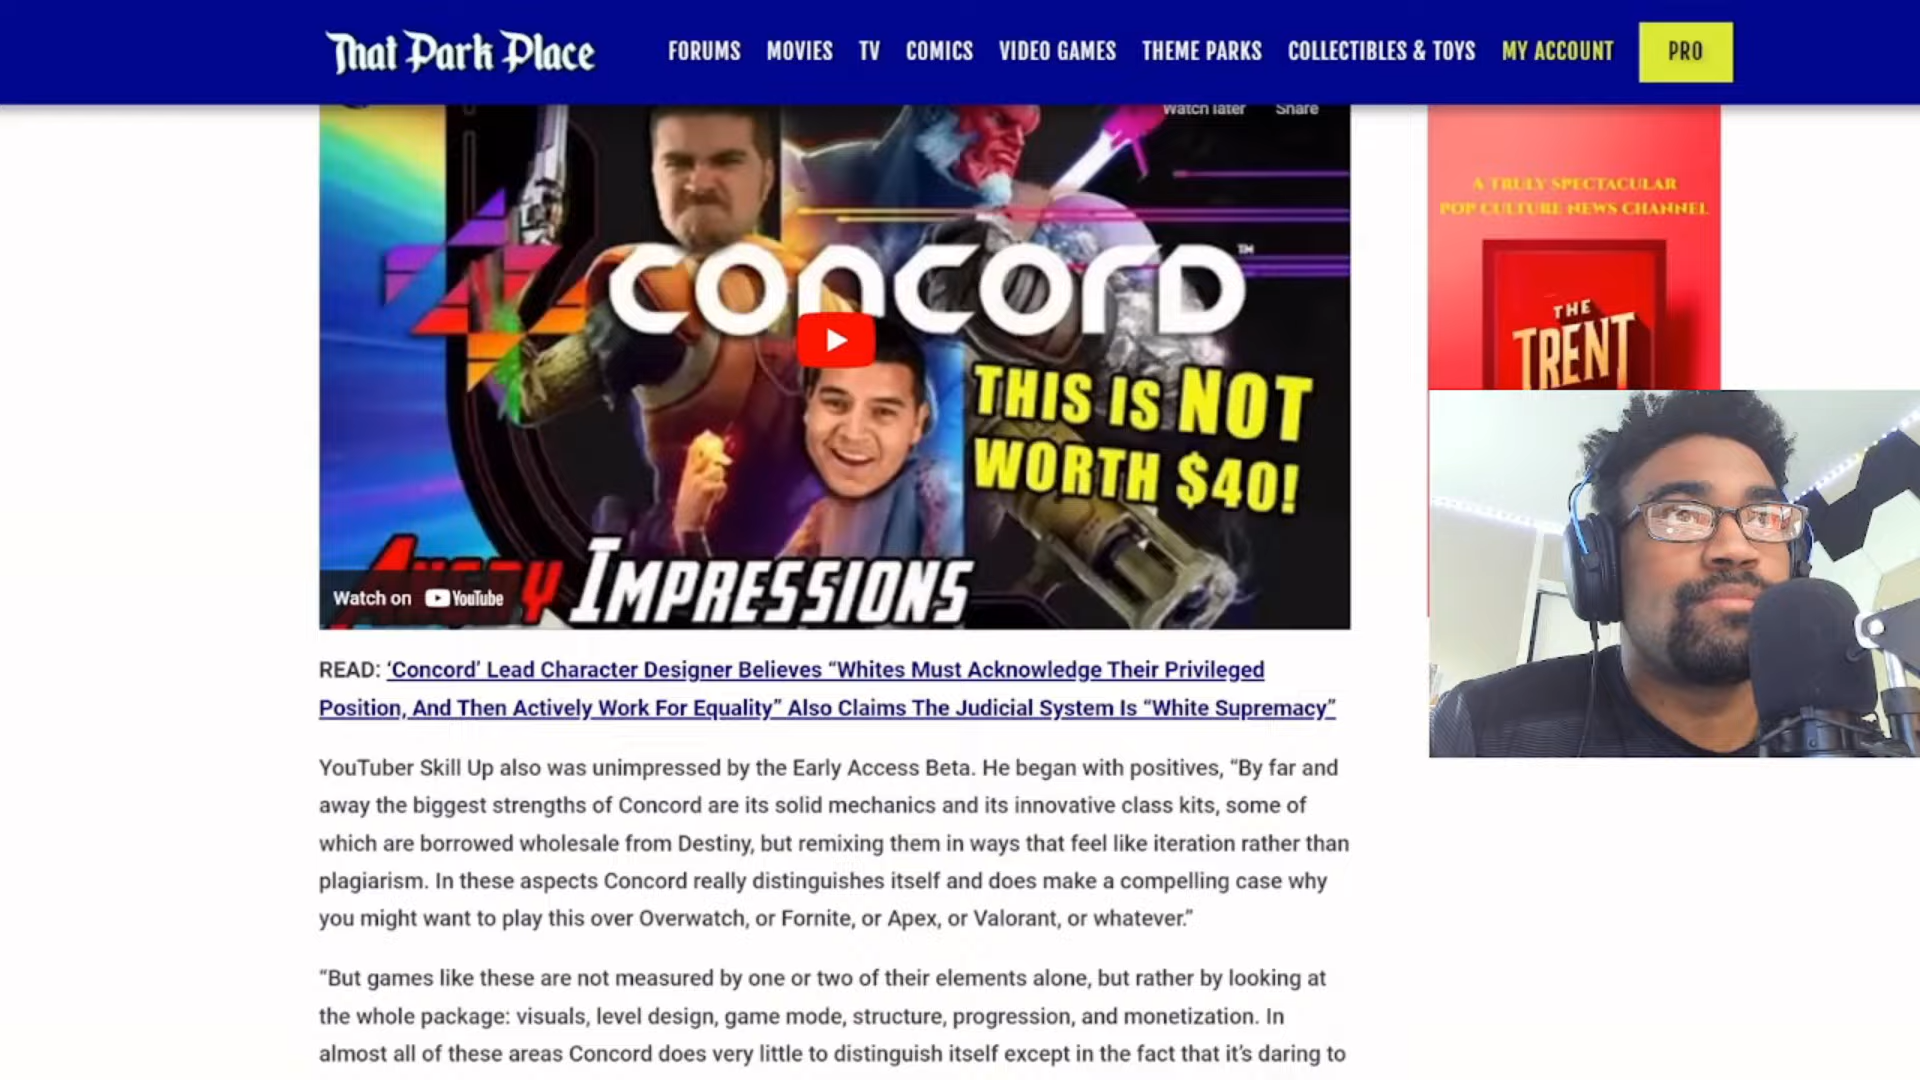 That Park Place
FORUMS MOVIES TV COMICS VIDEO GAMES THEME PARKS COLLECTIBLES & TOYS MY ACCOUNT PRO
Watch later Share
CONCORD™
THIS IS NOT
WORTH $40!
ANGRY IMPRESSIONS
Watch on YouTube
A TRULY SPECTACULAR
POP CULTURE NEWS CHANNEL
THE
TRENT
READ: ‘Concord’ Lead Character Designer Believes “Whites Must Acknowledge Their Privileged
Position, And Then Actively Work For Equality” Also Claims The Judicial System Is “White Supremacy”
YouTuber Skill Up also was unimpressed by the Early Access Beta. He began with positives, “By far and
away the biggest strengths of Concord are its solid mechanics and its innovative class kits, some of
which are borrowed wholesale from Destiny, but remixing them in ways that feel like iteration rather than
plagiarism. In these aspects Concord really distinguishes itself and does make a compelling case why
you might want to play this over Overwatch, or Fornite, or Apex, or Valorant, or whatever.”
“But games like these are not measured by one or two of their elements alone, but rather by looking at
the whole package: visuals, level design, game mode, structure, progression, and monetization. In
almost all of these areas Concord does very little to distinguish itself except in the fact that it’s daring to